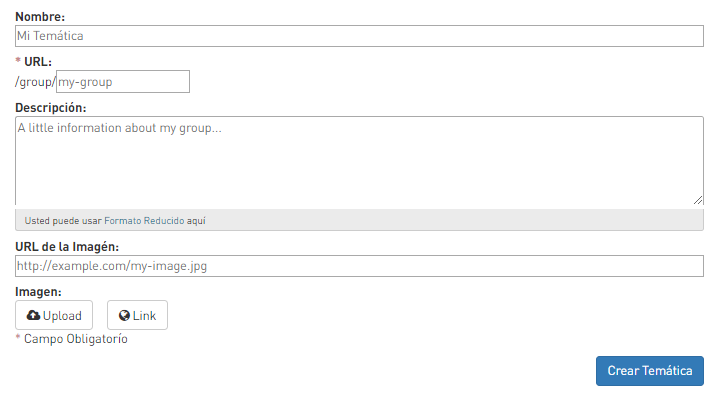 Nombre:
Mi Temática
* URL:
/group/my-group
Descripción:
A little information about my group...
Usted puede usar Formato Reducido aquí
URL de la Imagén:
http://example.com/my-image.jpg
Imagen:
Upload Link
* Campo Obligatorío
Crear Temática